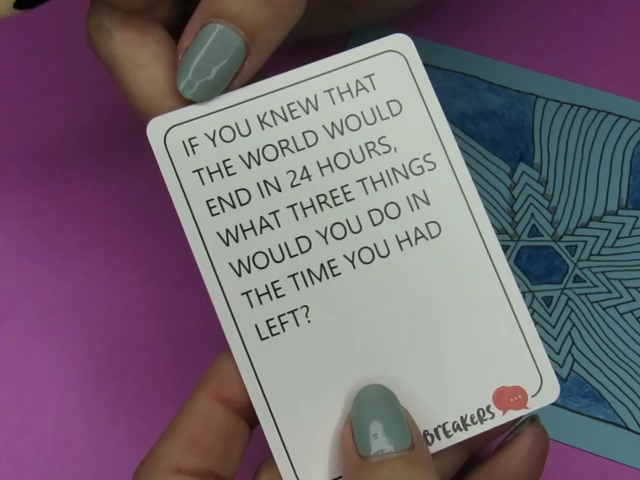 IF YOU KNEW THAT
THE WORLD WOULD
END IN 24 HOURS,
WHAT THREE THINGS
WOULD YOU DO IN
THE TIME YOU HAD
LEFT?
BREAKERS